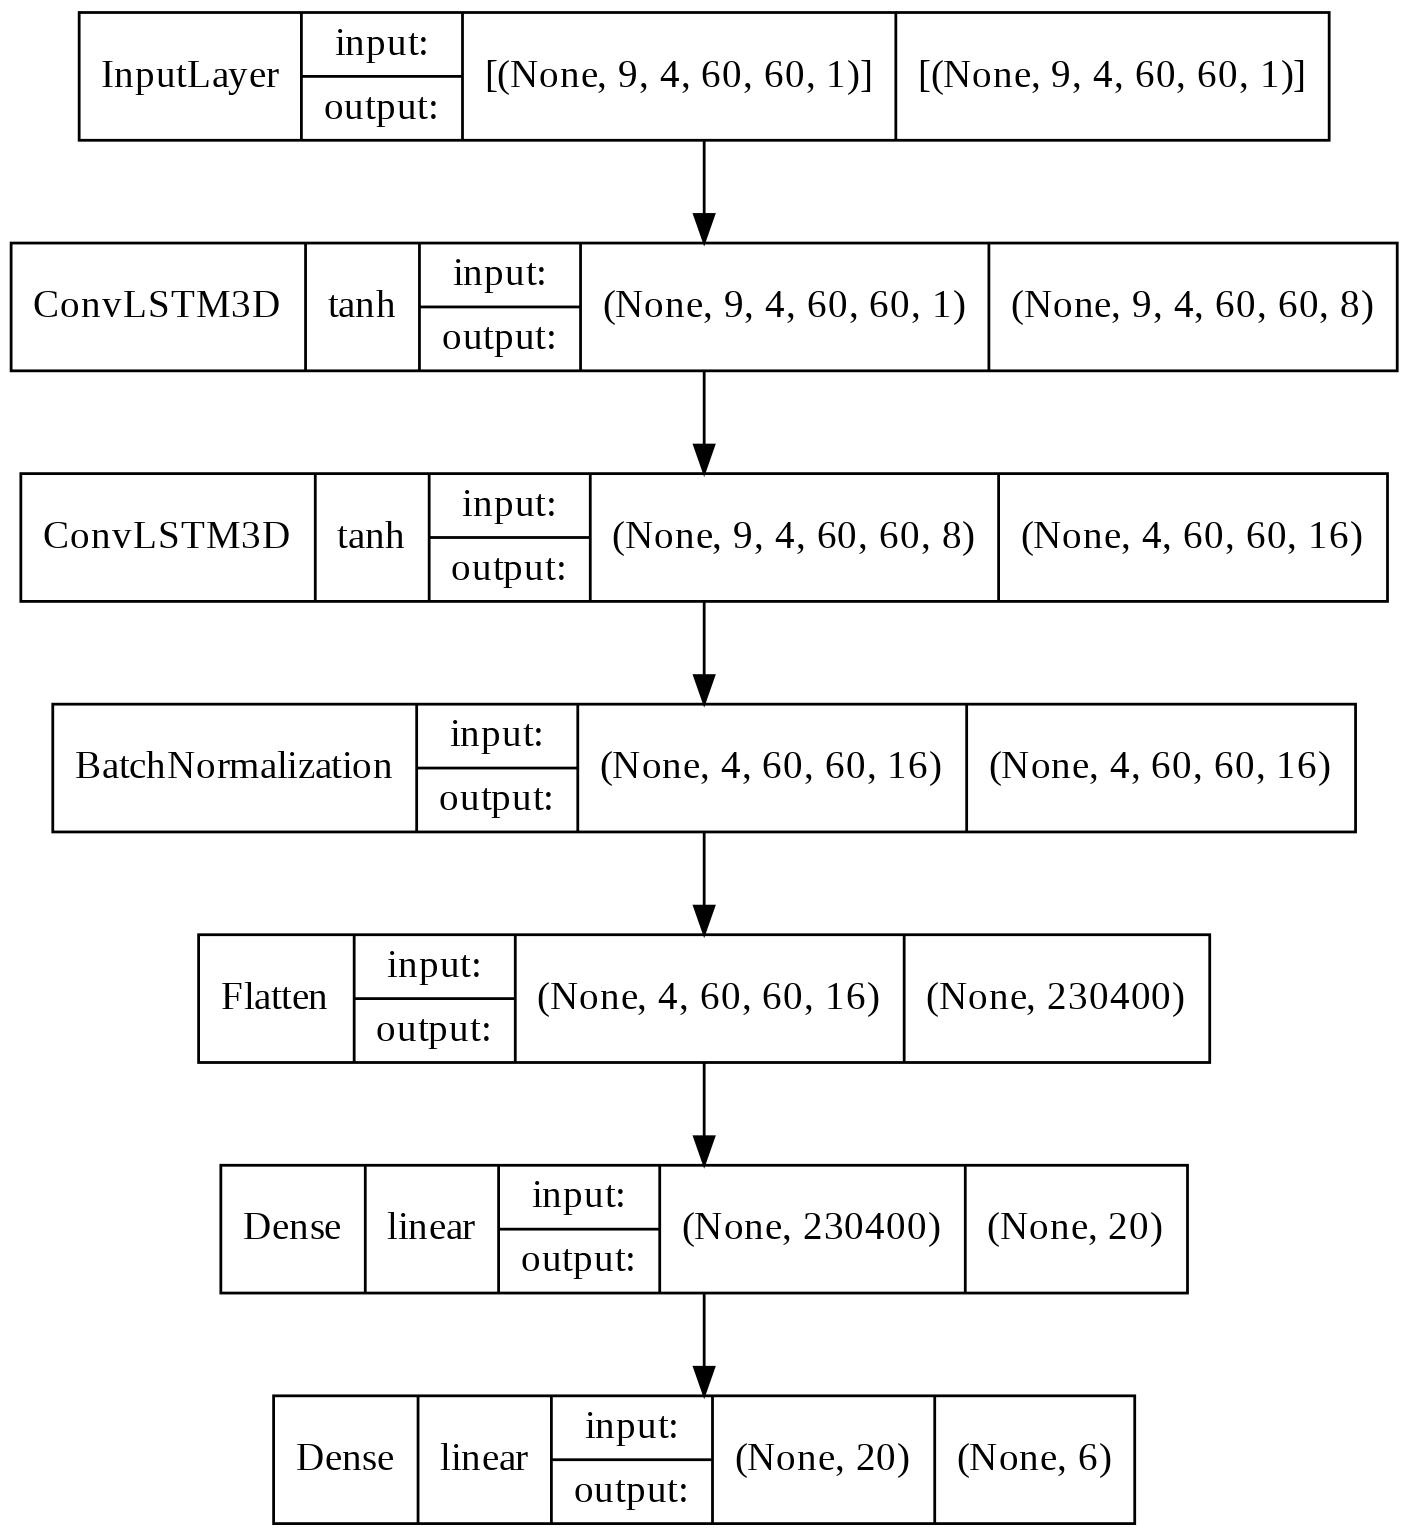 InputLayer input: output: [(None, 9, 4, 60, 60, 1)] [(None, 9, 4, 60, 60, 1)]
ConvLSTM3D tanh input: output: (None, 9, 4, 60, 60, 1) (None, 9, 4, 60, 60, 8)
ConvLSTM3D tanh input: output: (None, 9, 4, 60, 60, 8) (None, 4, 60, 60, 16)
BatchNormalization input: output: (None, 4, 60, 60, 16) (None, 4, 60, 60, 16)
Flatten input: output: (None, 4, 60, 60, 16) (None, 230400)
Dense linear input: output: (None, 230400) (None, 20)
Dense linear input: output: (None, 20) (None, 6)